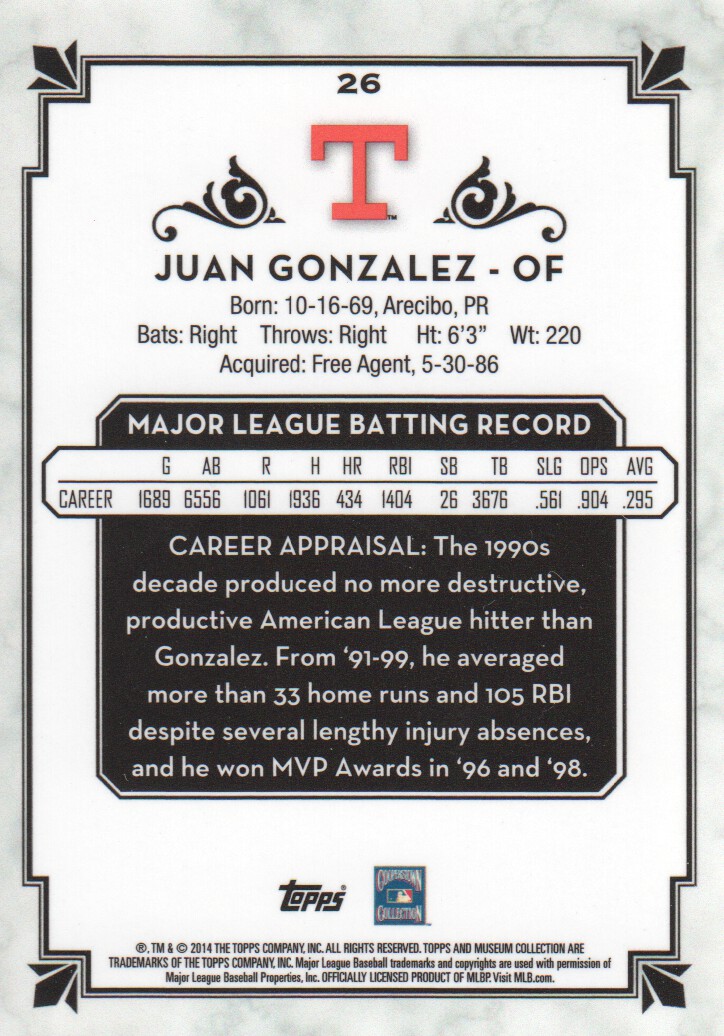 26
T™
JUAN GONZALEZ - OF
Born: 10-16-69, Arecibo, PR
Bats: Right Throws: Right Ht: 6'3" Wt: 220
Acquired: Free Agent, 5-30-86
MAJOR LEAGUE BATTING RECORD
G AB R H HR RBI SB TB SLG OPS AVG
CAREER 1689 6556 1061 1936 434 1404 26 3676 .561 .904 .295
CAREER APPRAISAL: The 1990s
decade produced no more destructive,
productive American League hitter than
Gonzalez. From ‘91-99, he averaged
more than 33 home runs and 105 RBI
despite several lengthy injury absences,
and he won MVP Awards in ‘96 and ‘98.
Topps®
COOPERSTOWN
COLLECTION™
®, TM & © 2014 THE TOPPS COMPANY, INC. ALL RIGHTS RESERVED. TOPPS AND MUSEUM COLLECTION ARE
TRADEMARKS OF THE TOPPS COMPANY, INC. Major League Baseball trademarks and copyrights are used with permission of
Major League Baseball Properties, Inc. OFFICIALLY LICENSED PRODUCT OF MLBP. Visit MLB.com.